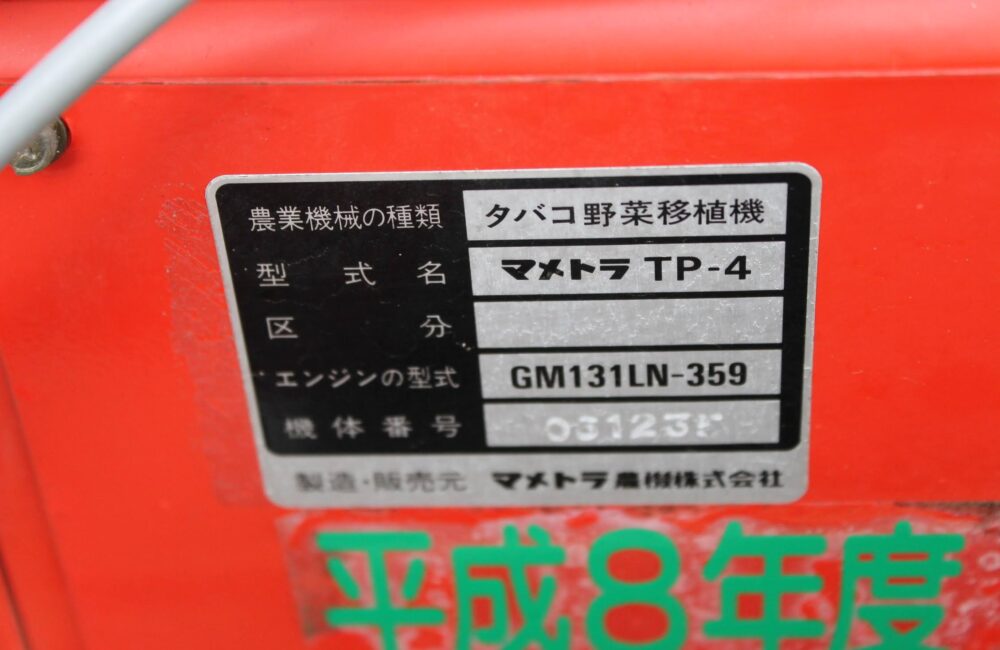 農業機械の種類 タバコ野菜移植機
型式名 マメトラ TP-4
区分
エンジンの型式 GM131LN-359
機体番号
製造・販売元 マメトラ農機株式会社
平成8年度